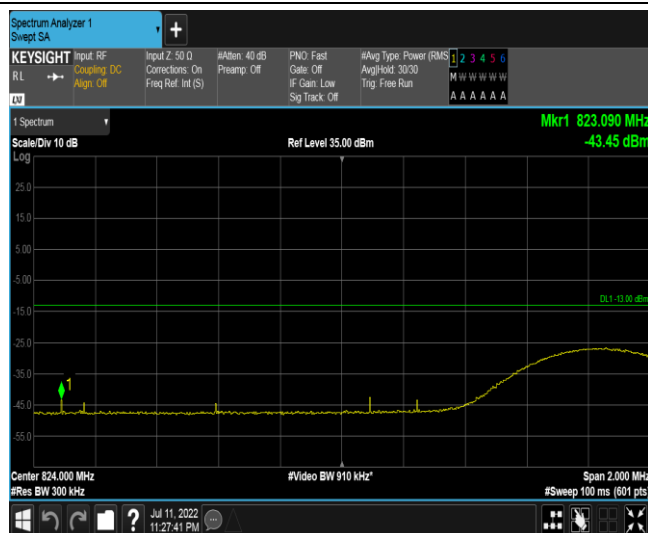 Spectrum Analyzer 1
Swept SA
KEYSIGHT
RL
LXI
Input: RF
Coupling: DC
Align: Off
Input Z: 50 Ω
Corrections: On
Freq Ref: Int (S)
#Atten: 40 dB
Preamp: Off
PNO: Fast
Gate: Off
IF Gain: Low
Sig Track: Off
#Avg Type: Power (RMS
Avg|Hold: 30/30
Trig: Free Run
1 2 3 4 5 6
M W W W W W
A A A A A A
1 Spectrum
Mkr1 823.090 MHz
Scale/Div 10 dB
Ref Level 35.00 dBm
-43.45 dBm
Log
25.0
15.0
5.00
-5.00
DL1 -13.00 dBm
-15.0
-25.0
-35.0
1
-45.0
-55.0
Center 824.000 MHz
#Video BW 910 kHz*
Span 2.000 MHz
#Res BW 300 kHz
#Sweep 100 ms (601 pts)
?
Jul 11, 2022
11:27:41 PM